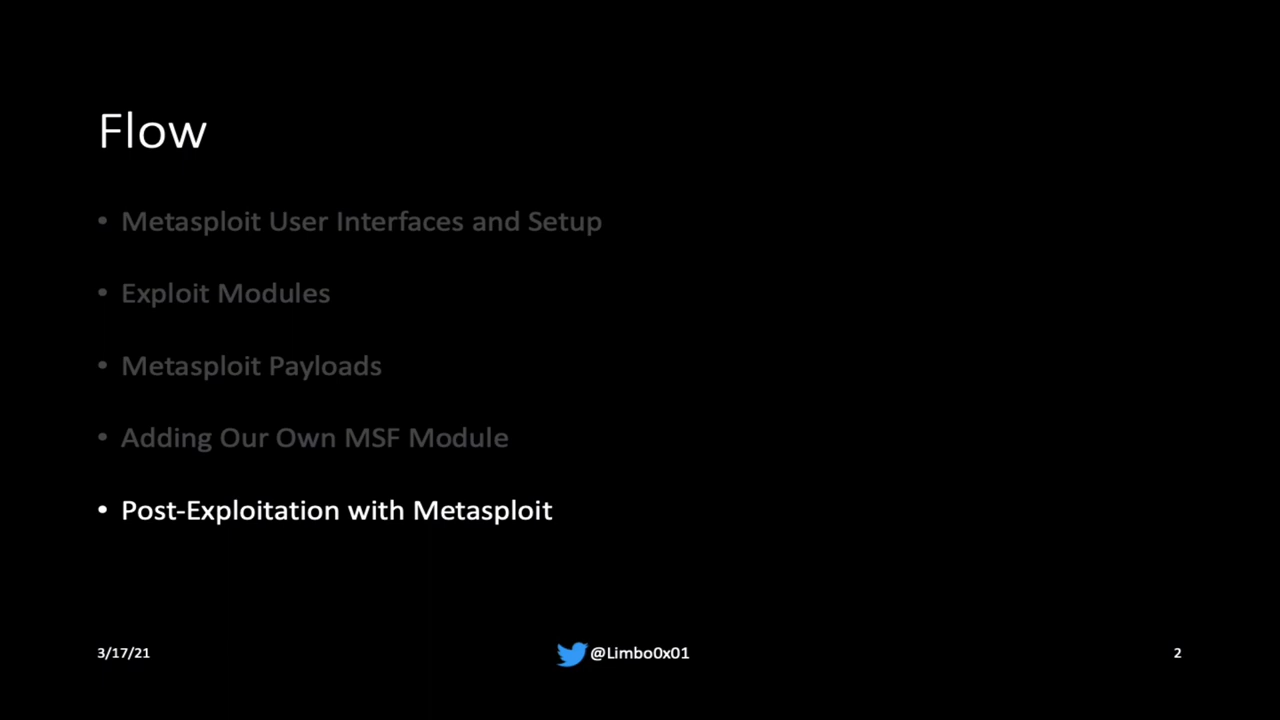 Flow
• Metasploit User Interfaces and Setup
• Exploit Modules
• Metasploit Payloads
• Adding Our Own MSF Module
• Post-Exploitation with Metasploit
3/17/21
@Limbo0x01
2